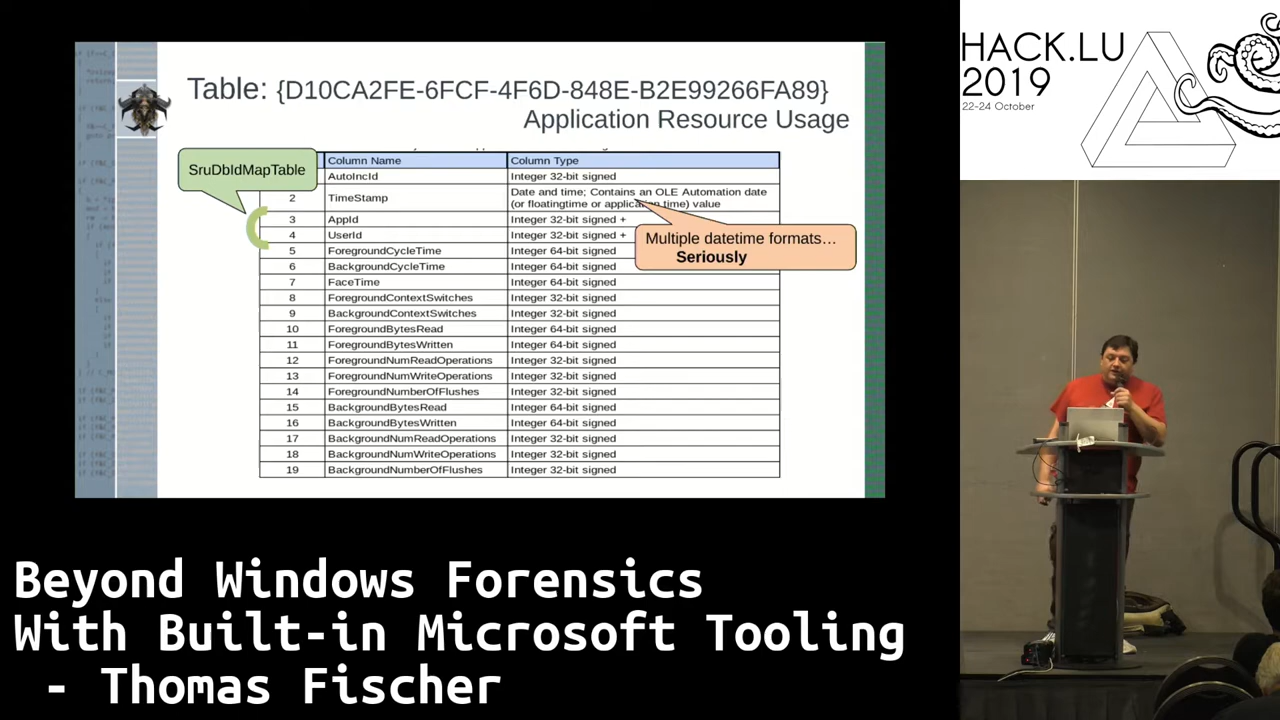 Table: {D10CA2FE-6FCF-4F6D-848E-B2E99266FA89}
Application Resource Usage
SruDbIdMapTable
Column Name Column Type
AutoIncId Integer 32-bit signed
2 TimeStamp Date and time; Contains an OLE Automation date
(or floatingtime or application time) value
3 AppId Integer 32-bit signed +
4 UserId Integer 32-bit signed +
Multiple datetime formats…
Seriously
5 ForegroundCycleTime Integer 64-bit signed
6 BackgroundCycleTime Integer 64-bit signed
7 FaceTime Integer 64-bit signed
8 ForegroundContextSwitches Integer 32-bit signed
9 BackgroundContextSwitches Integer 32-bit signed
10 ForegroundBytesRead Integer 64-bit signed
11 ForegroundBytesWritten Integer 64-bit signed
12 ForegroundNumReadOperations Integer 32-bit signed
13 ForegroundNumWriteOperations Integer 32-bit signed
14 ForegroundNumberOfFlushes Integer 32-bit signed
15 BackgroundBytesRead Integer 64-bit signed
16 BackgroundBytesWritten Integer 64-bit signed
17 BackgroundNumReadOperations Integer 32-bit signed
18 BackgroundNumWriteOperations Integer 32-bit signed
19 BackgroundNumberOfFlushes Integer 32-bit signed
HACK.LU
2019
22-24 October
Beyond Windows Forensics
With Built-in Microsoft Tooling
- Thomas Fischer